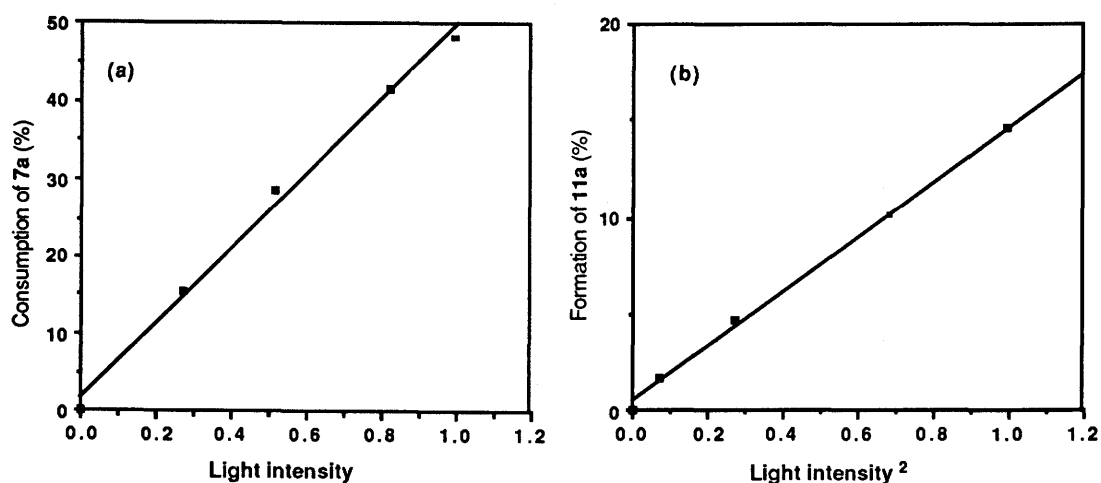 (a)
Consumption of 7a (%)
50
40
30
20
10
0
0.0 0.2 0.4 0.6 0.8 1.0 1.2
Light intensity
(b)
Formation of 11a (%)
20
10
0
0.0 0.2 0.4 0.6 0.8 1.0 1.2
Light intensity ²